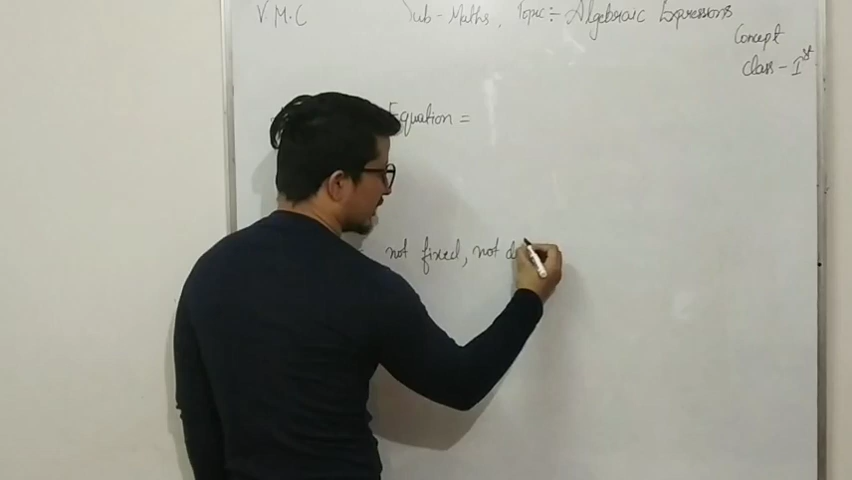 V.M.C Sub - Maths, Topic :- Algebraic Expressions
Concept
Class - Ist
Equation =
not fixed, not